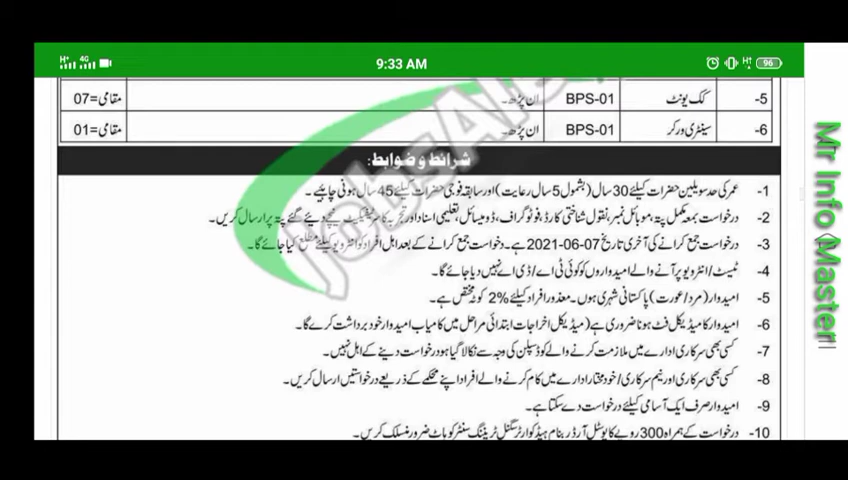 9:33 AM
H+ 4G H+ 96
5- کک یونٹ BPS-01 ان پڑھ۔ مقامی=07
6- سینٹری ورکر BPS-01 ان پڑھ۔ مقامی=01
شرائط و ضوابط:
1- عمر کی حد سویلین حضرات کیلئے 30 سال (بشمول 5 سال رعایت) اور سابقہ فوجی حضرات کیلئے 45 سال ہونی چاہیے۔
2- درخواست بمعہ مکمل پتہ، موبائل نمبر، نقول شناختی کارڈ، فوٹوگراف، ڈومیسائل، تعلیمی اسناد اور تجربہ کا سرٹیفکیٹ نیچے دیئے گئے پتہ پر ارسال کریں۔
3- درخواست جمع کرانے کی آخری تاریخ 07-06-2021 ہے۔ درخواست جمع کرانے کے بعد اہل افراد کو انٹرویو کیلئے مطلع کیا جائے گا۔
4- ٹیسٹ/انٹرویو پر آنے والے امیدواروں کو کوئی ٹی اے/ڈی اے نہیں دیا جائے گا۔
5- امیدوار (مرد/عورت) پاکستانی شہری ہوں۔ معذور افراد کیلئے 2% کوٹہ مختص ہے۔
6- امیدوار کا میڈیکل فٹ ہونا ضروری ہے (میڈیکل اخراجات ابتدائی مراحل میں کامیاب امیدوار خود برداشت کرے گا۔
7- کسی بھی سرکاری ادارے میں ملازمت کرنے والے کو ڈسپلن کی وجہ سے نکالا گیا ہو درخواست دینے کے اہل نہیں۔
8- کسی بھی سرکاری اور نیم سرکاری/خود مختار ادارے میں کام کرنے والے افراد اپنے محکمے کے ذریعے درخواستیں ارسال کریں۔
9- امیدوار صرف ایک آسامی کیلئے درخواست دے سکتا ہے۔
10- درخواست کے ہمراہ 300 روپے کا پوسٹل آرڈر بنام ہیڈ کوارٹر سگنل ٹریننگ سنٹر کوہاٹ ضرور منسلک کریں۔
Mr Info Master